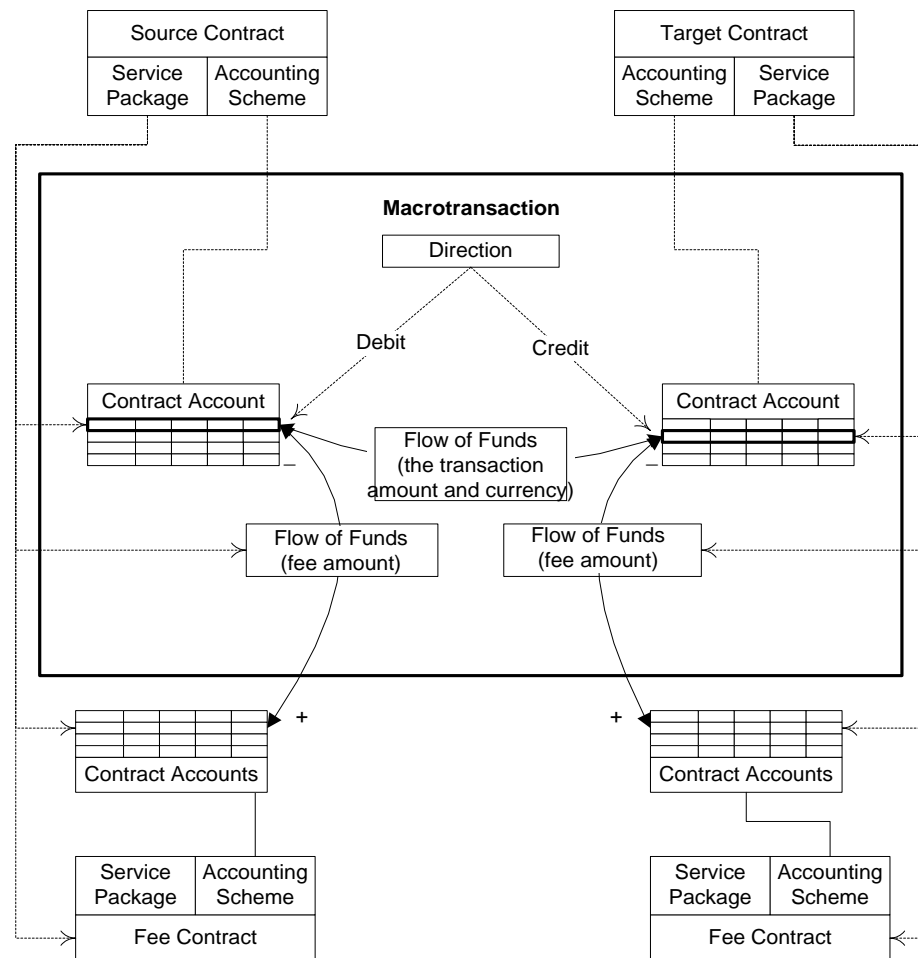 Source Contract
Service
Package
Accounting
Scheme
Target Contract
Accounting
Scheme
Service
Package
Macrotransaction
Direction
Debit
Credit
Contract Account
–
Contract Account
–
Flow of Funds
(the transaction
amount and currency)
Flow of Funds
(fee amount)
Flow of Funds
(fee amount)
+
+
Contract Accounts
Contract Accounts
Service
Package
Accounting
Scheme
Fee Contract
Service
Package
Accounting
Scheme
Fee Contract